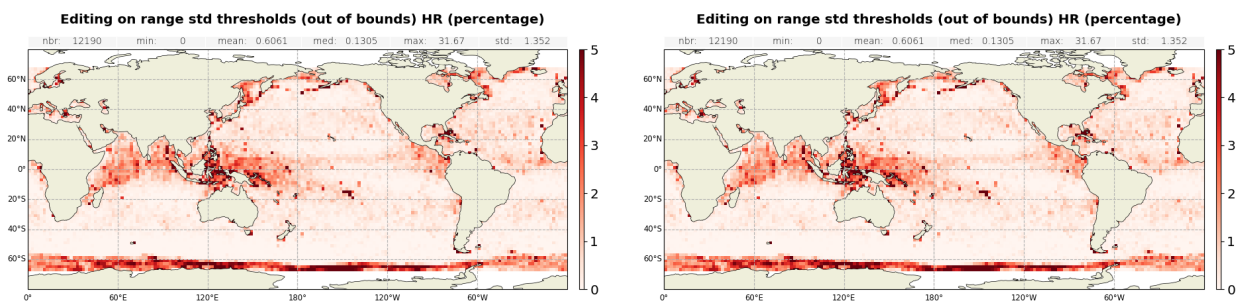 Editing on range std thresholds (out of bounds) HR (percentage)
nbr: 12190 min: 0 mean: 0.6061 med: 0.1305 max: 31.67 std: 1.352
60°N
40°N
20°N
0°
20°S
40°S
60°S
0° 60°E 120°E 180° 120°W 60°W
5
4
3
2
1
0
Editing on range std thresholds (out of bounds) HR (percentage)
nbr: 12190 min: 0 mean: 0.6061 med: 0.1305 max: 31.67 std: 1.352
60°N
40°N
20°N
0°
20°S
40°S
60°S
0° 60°E 120°E 180° 120°W 60°W
5
4
3
2
1
0